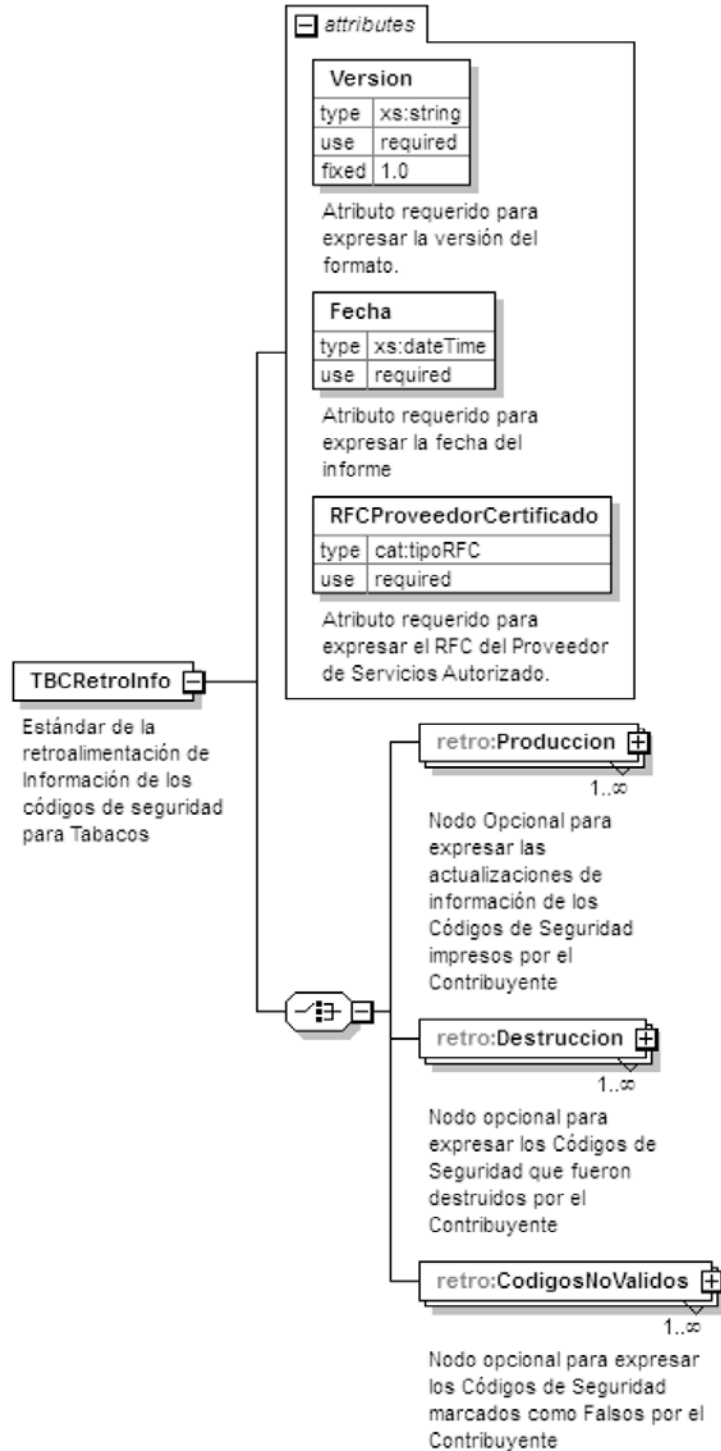 attributes
Version
type xs:string
use required
fixed 1.0
Atributo requerido para
expresar la versión del
formato.
Fecha
type xs:dateTime
use required
Atributo requerido para
expresar la fecha del
informe
RFCProveedorCertificado
type cat:tipoRFC
use required
Atributo requerido para
expresar el RFC del Proveedor
de Servicios Autorizado.
TBCRetroInfo
Estándar de la
retroalimentación de
Información de los
códigos de seguridad
para Tabacos
retro:Produccion
1..∞
Nodo Opcional para
expresar las
actualizaciones de
información de los
Códigos de Seguridad
impresos por el
Contribuyente
retro:Destruccion
1..∞
Nodo opcional para
expresar los Códigos de
Seguridad que fueron
destruidos por el
Contribuyente
retro:CodigosNoValidos
1..∞
Nodo opcional para expresar
los Códigos de Seguridad
marcados como Falsos por el
Contribuyente